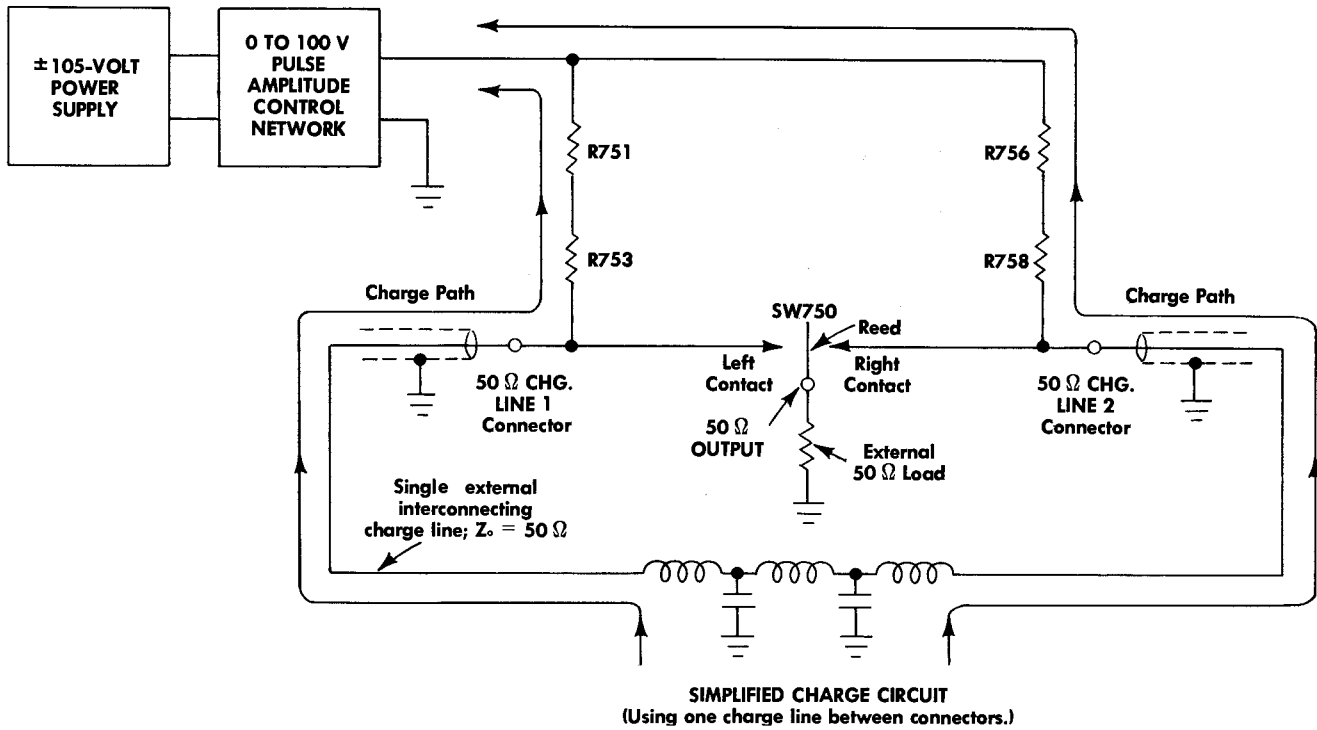 ± 105-VOLT
POWER
SUPPLY
0 TO 100 V
PULSE
AMPLITUDE
CONTROL
NETWORK
R751
R756
R753
R758
Charge Path
Charge Path
SW750
Reed
Left
Contact
Right
Contact
50 Ω CHG.
LINE 1
Connector
50 Ω CHG.
LINE 2
Connector
50 Ω
OUTPUT
External
50 Ω Load
Single external
interconnecting
charge line; Zo = 50 Ω
SIMPLIFIED CHARGE CIRCUIT
(Using one charge line between connectors.)